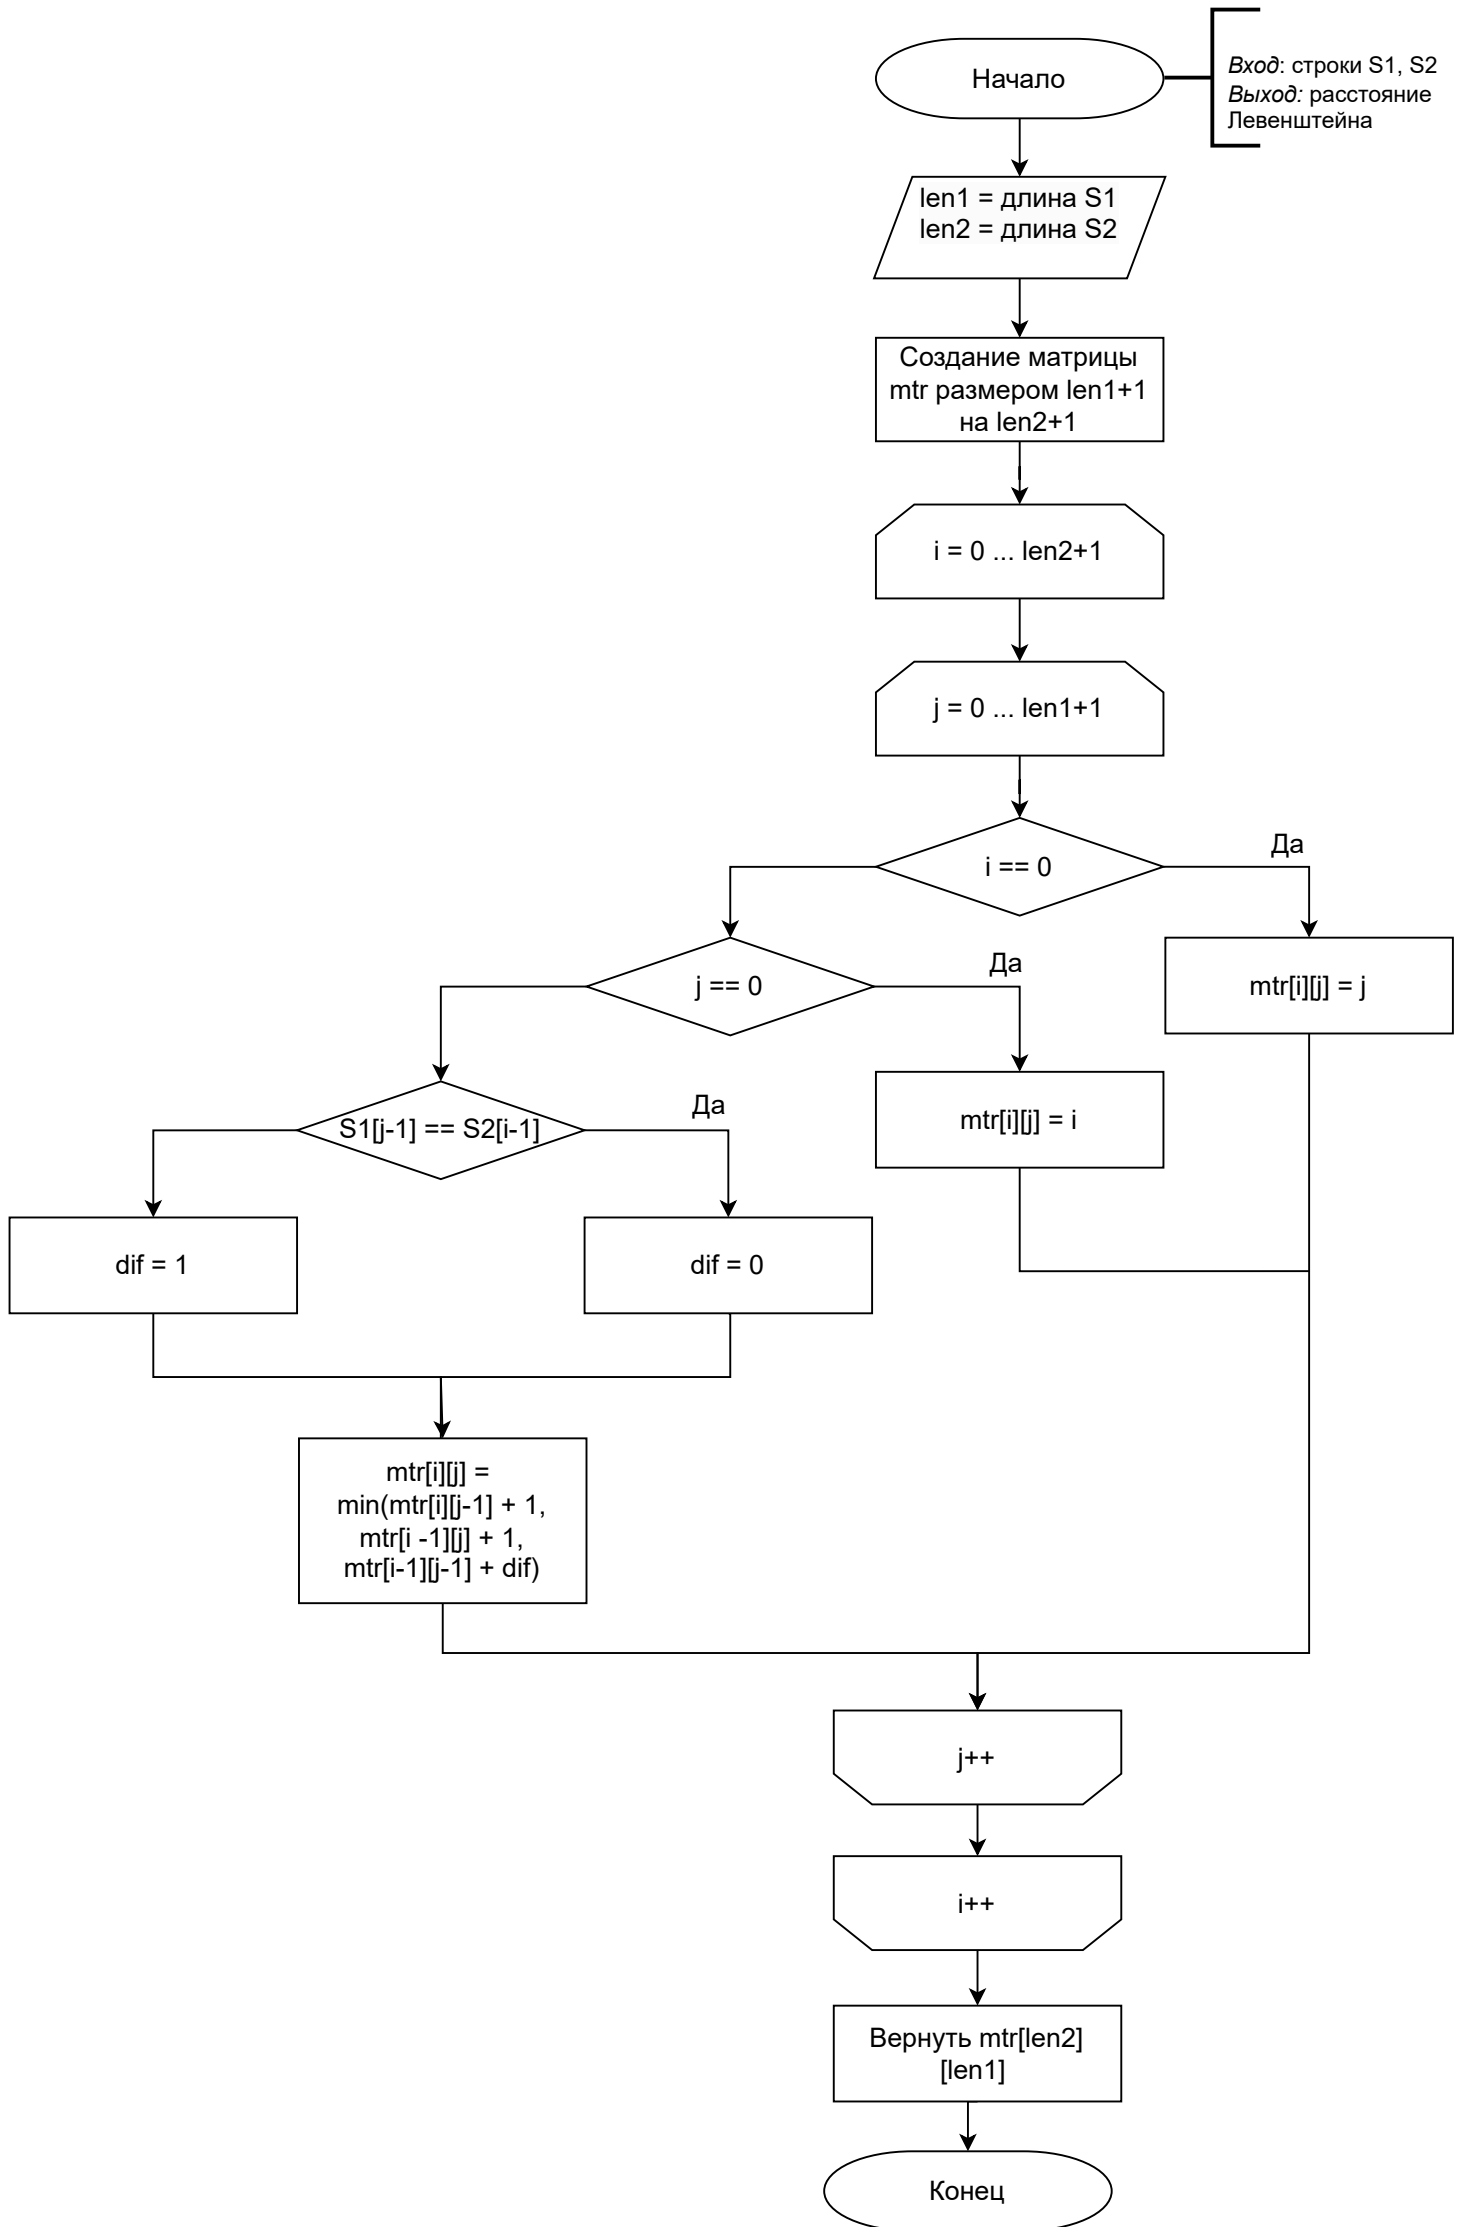 Начало
Вход: строки S1, S2
Выход: расстояние
Левенштейна
len1 = длина S1
len2 = длина S2
Создание матрицы
mtr размером len1+1
на len2+1
i = 0 ... len2+1
j = 0 ... len1+1
i == 0
Да
j == 0
Да
mtr[i][j] = j
S1[j-1] == S2[i-1]
Да
mtr[i][j] = i
dif = 1
dif = 0
mtr[i][j] =
min(mtr[i][j-1] + 1,
mtr[i -1][j] + 1,
mtr[i-1][j-1] + dif)
j++
i++
Вернуть mtr[len2]
[len1]
Конец